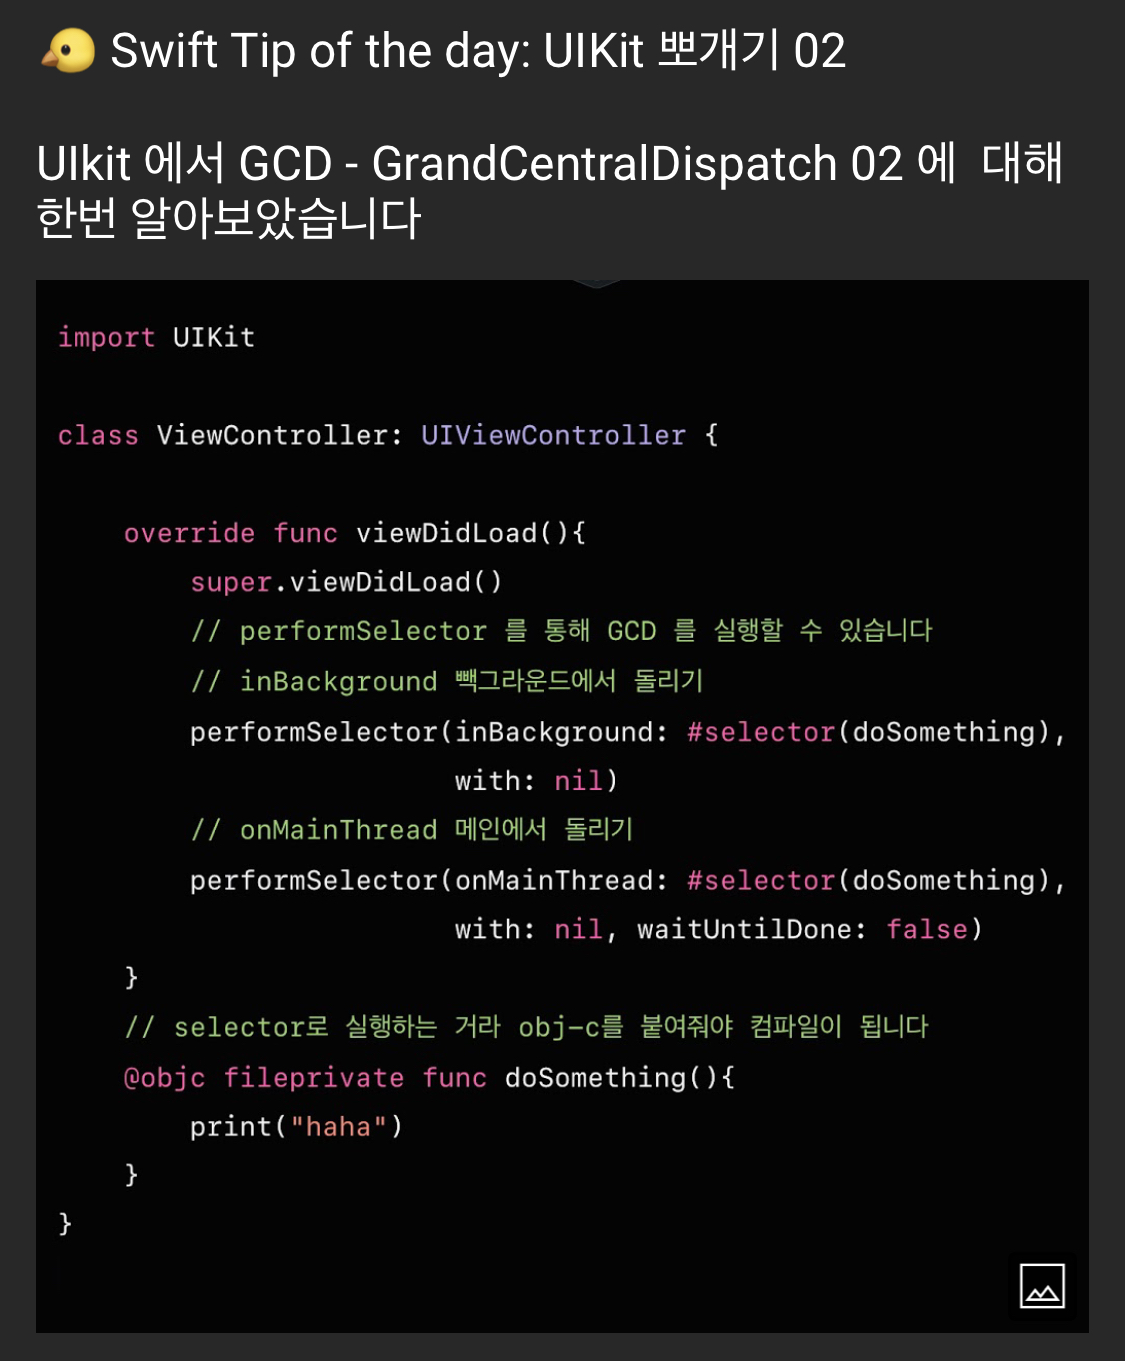 🐤 Swift Tip of the day: UIKit 뽀개기 02
UIkit 에서 GCD - GrandCentralDispatch 02 에  대해
한번 알아보았습니다
import UIKit
class ViewController: UIViewController {
override func viewDidLoad(){
super.viewDidLoad()
// performSelector 를 통해 GCD 를 실행할 수 있습니다
// inBackground 빽그라운드에서 돌리기
performSelector(inBackground: #selector(doSomething),
with: nil)
// onMainThread 메인에서 돌리기
performSelector(onMainThread: #selector(doSomething),
with: nil, waitUntilDone: false)
}
// selector로 실행하는 거라 obj-c를 붙여줘야 컴파일이 됩니다
@objc fileprivate func doSomething(){
print("haha")
}
}